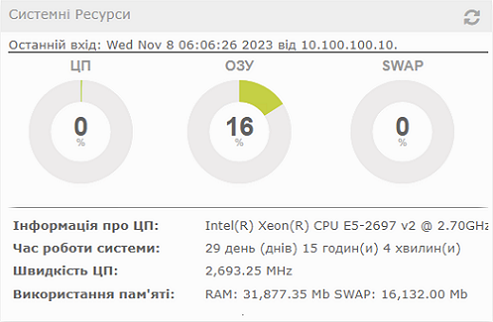 Системні Ресурси
Останній вхід: Wed Nov 8 06:06:26 2023 від 10.100.100.10.
ЦП ОЗУ SWAP
0 16 0
% % %
Інформація про ЦП: Intel(R) Xeon(R) CPU E5-2697 v2 @ 2.70GHz
Час роботи системи: 29 день (днів) 15 годин(и) 4 хвилин(и)
Швидкість ЦП: 2,693.25 MHz
Використання пам'яті: RAM: 31,877.35 Mb SWAP: 16,132.00 Mb
.